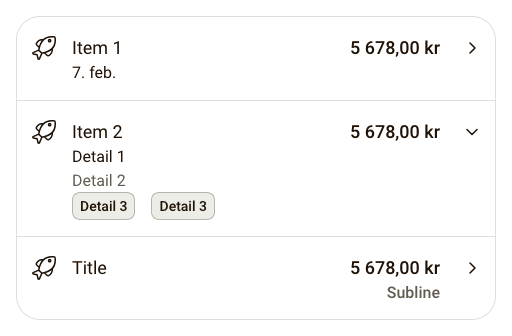 Item 1 5 678,00 kr
7. feb.
Item 2 5 678,00 kr
Detail 1
Detail 2
Detail 3 Detail 3
Title 5 678,00 kr
Subline